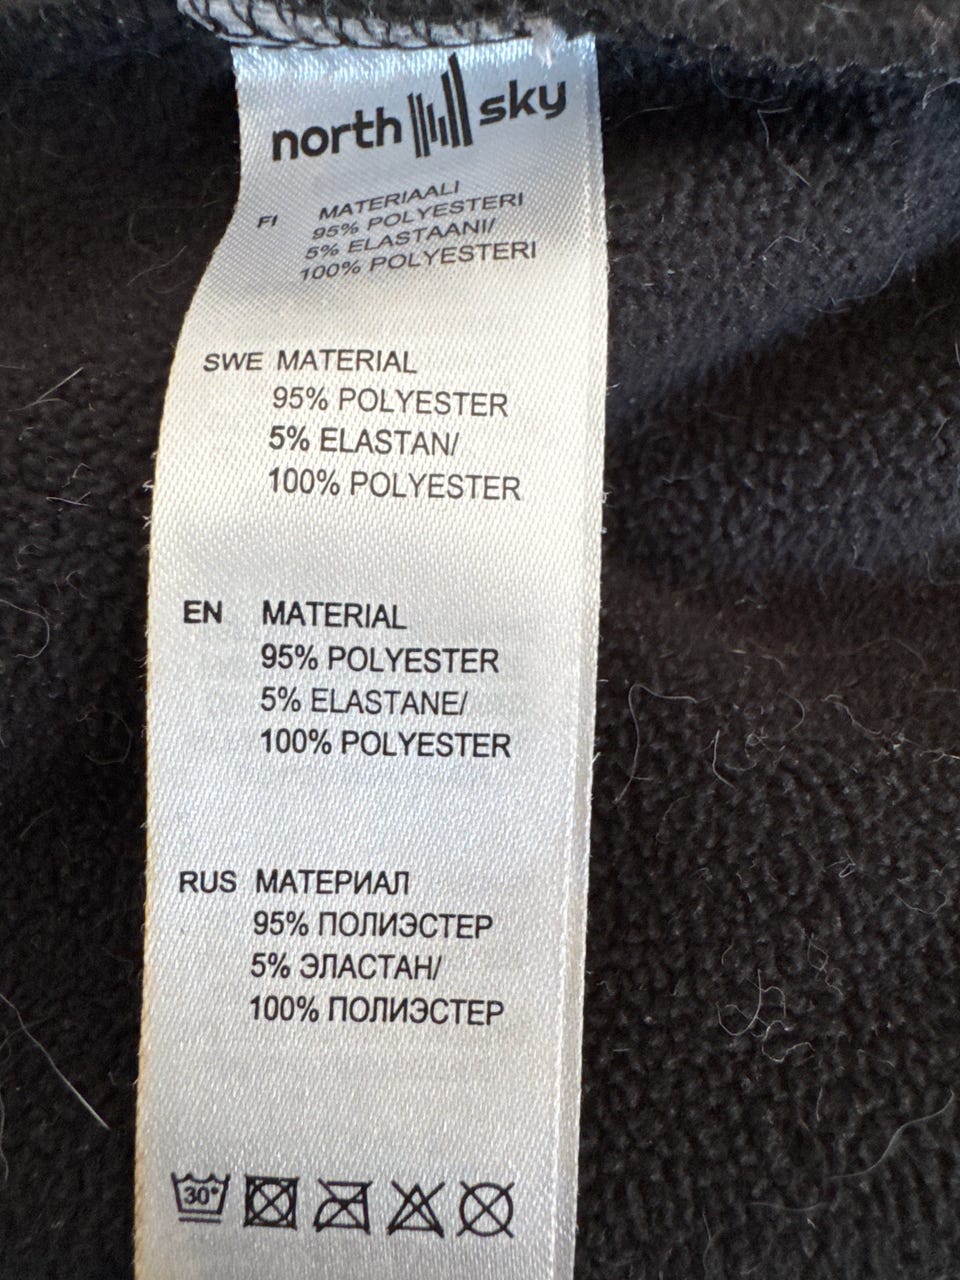 north sky
FI MATERIAALI
95% POLYESTERI
5% ELASTAANI/
100% POLYESTERI
SWE MATERIAL
95% POLYESTER
5% ELASTAN/
100% POLYESTER
EN MATERIAL
95% POLYESTER
5% ELASTANE/
100% POLYESTER
RUS МАТЕРИАЛ
95% ПОЛИЭСТЕР
5% ЭЛАСТАН/
100% ПОЛИЭСТЕР
30°